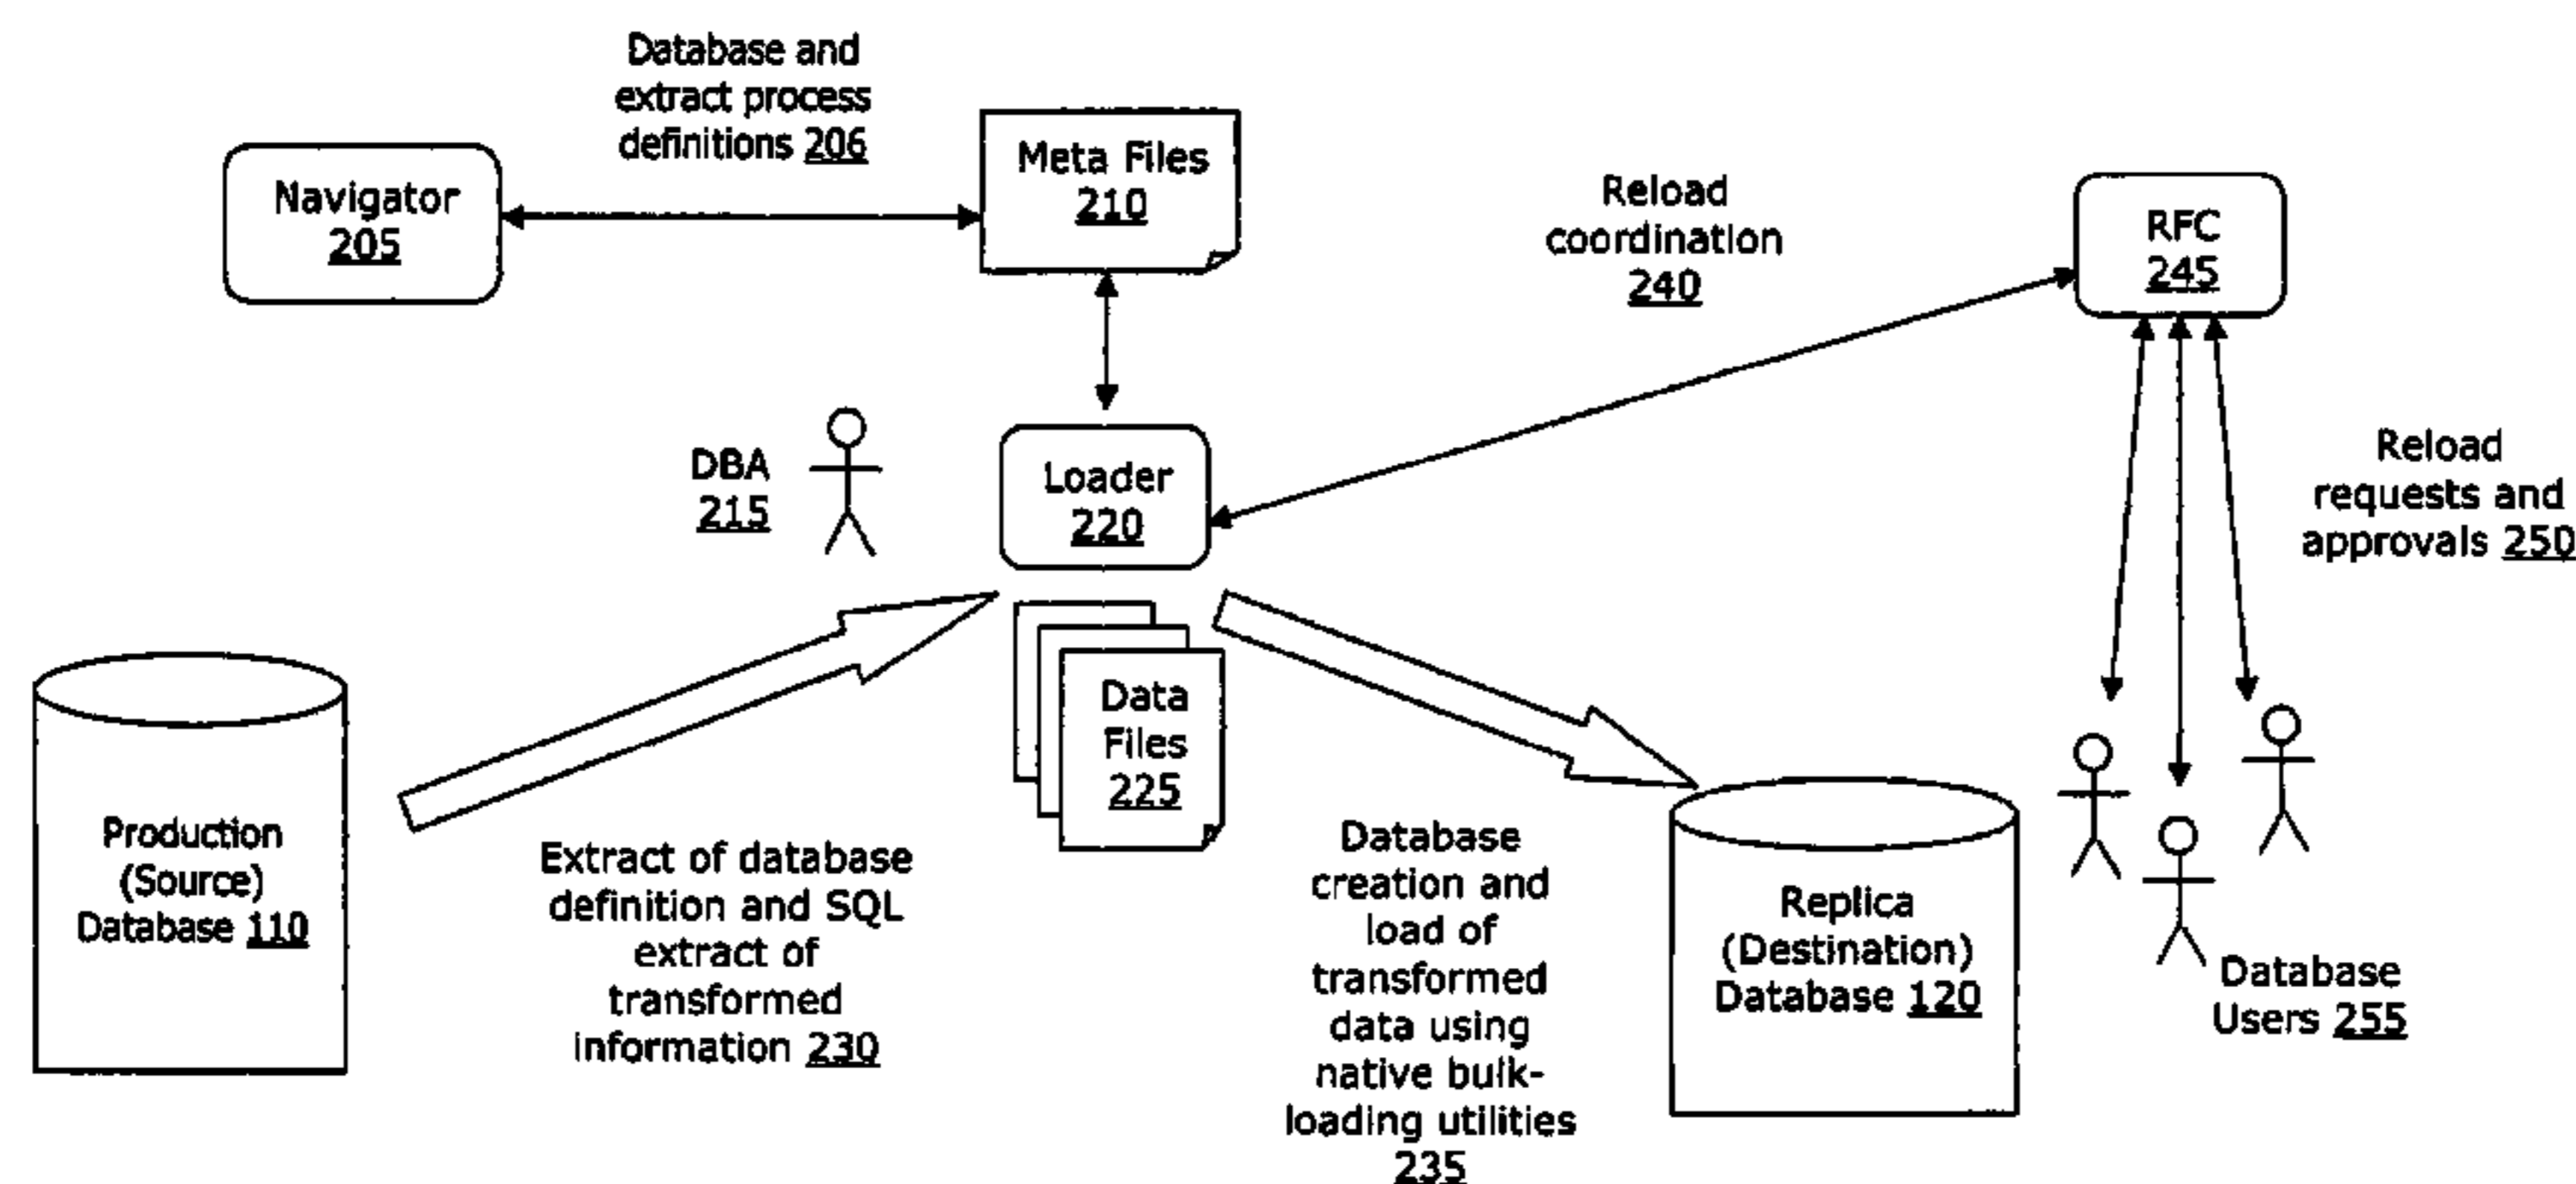 Database and
extract process
definitions 206
Navigator
205
Meta Files
210
Reload
coordination
240
RFC
245
DBA
215
Loader
220
Reload
requests and
approvals 250
Data
Files
225
Production
(Source)
Database 110
Extract of database
definition and SQL
extract of
transformed
information 230
Database
creation and
load of
transformed
data using
native bulk-
loading utilities
235
Replica
(Destination)
Database 120
Database
Users 255